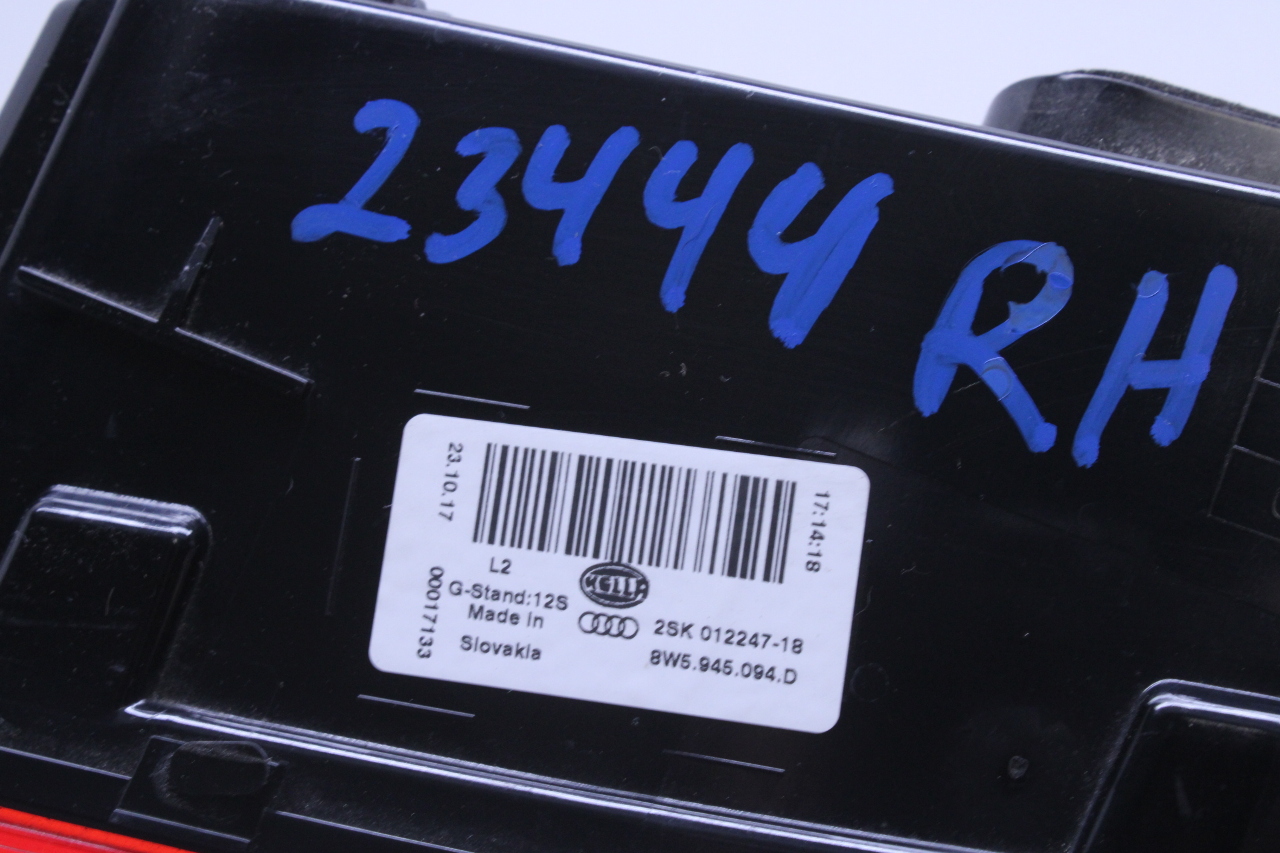 23444 RH
23.10.17
17:14:18
L2
HELLA
G-Stand:12S
Made in
Slovakia
00017133
2SK 012247-18
8W5.945.094.D